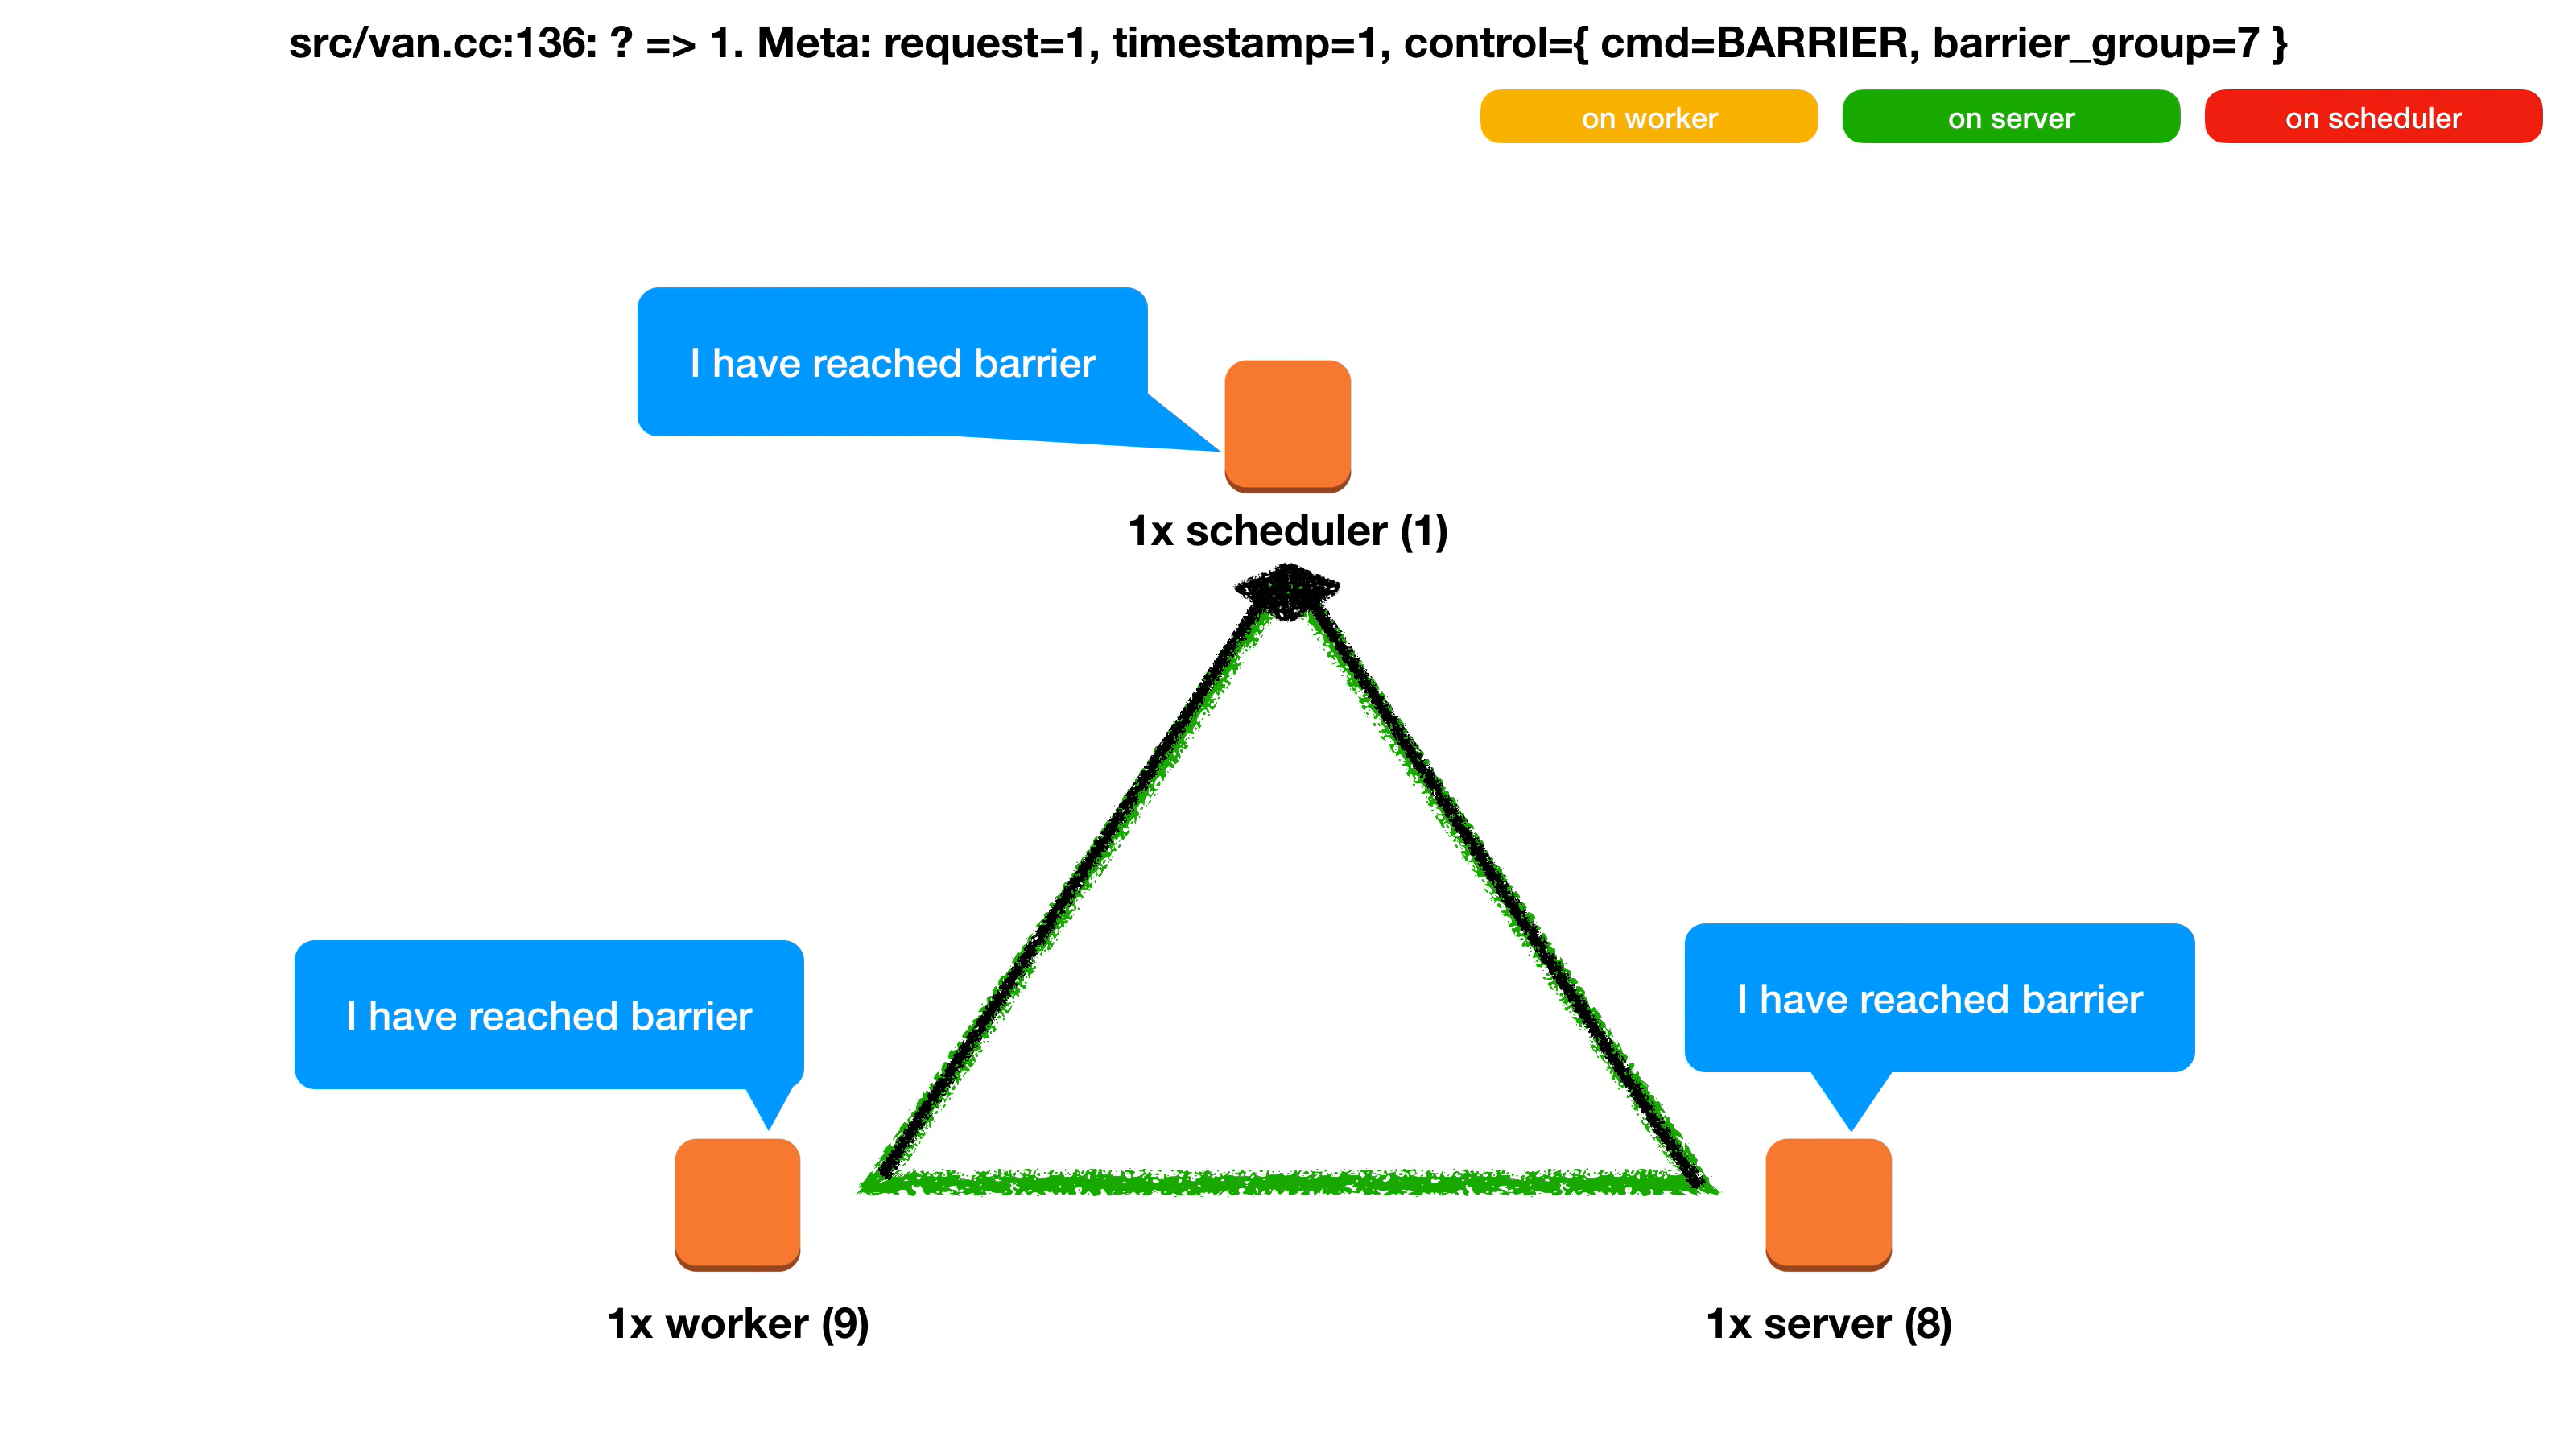 src/van.cc:136: ? => 1. Meta: request=1, timestamp=1, control={ cmd=BARRIER, barrier_group=7 }
on worker
on server
on scheduler
I have reached barrier
1x scheduler (1)
I have reached barrier
I have reached barrier
1x worker (9)
1x server (8)